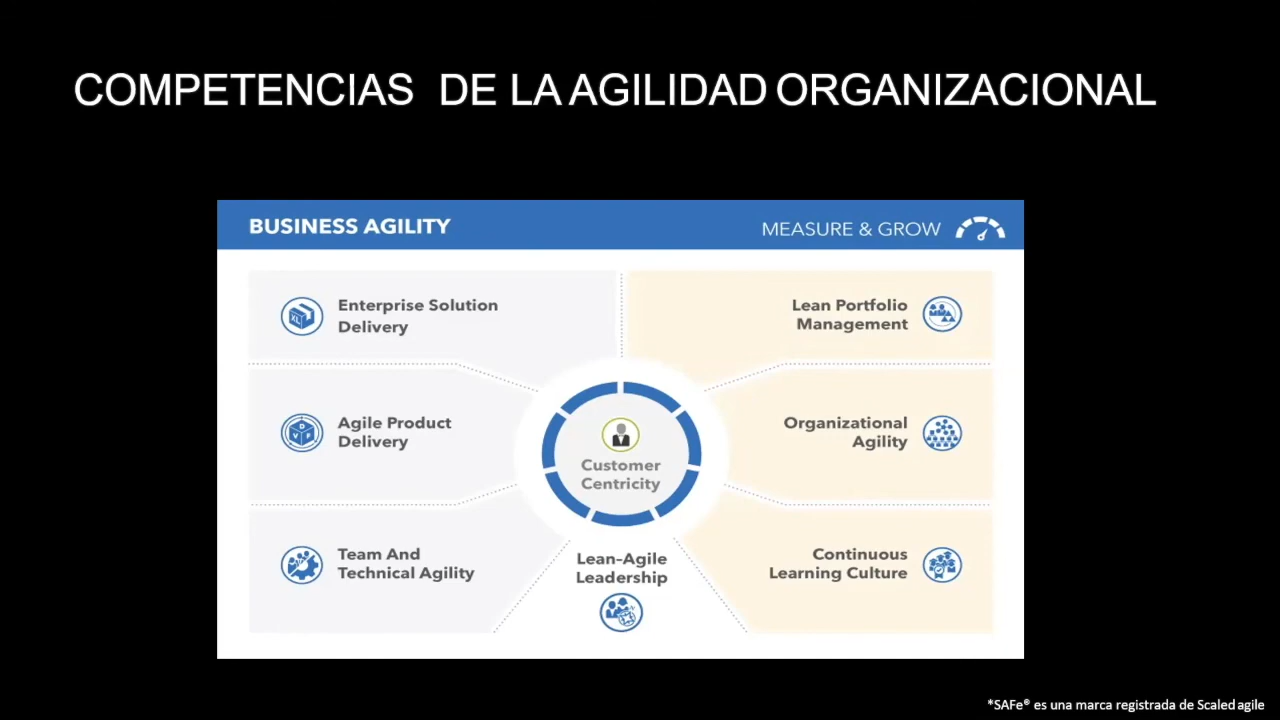 COMPETENCIAS DE LA AGILIDAD ORGANIZACIONAL
BUSINESS AGILITY
MEASURE & GROW
Enterprise Solution
Delivery
Lean Portfolio
Management
Agile Product
Delivery
Customer
Centricity
Organizational
Agility
Team And
Technical Agility
Lean-Agile
Leadership
Continuous
Learning Culture
*SAFe® es una marca registrada de Scaled agile